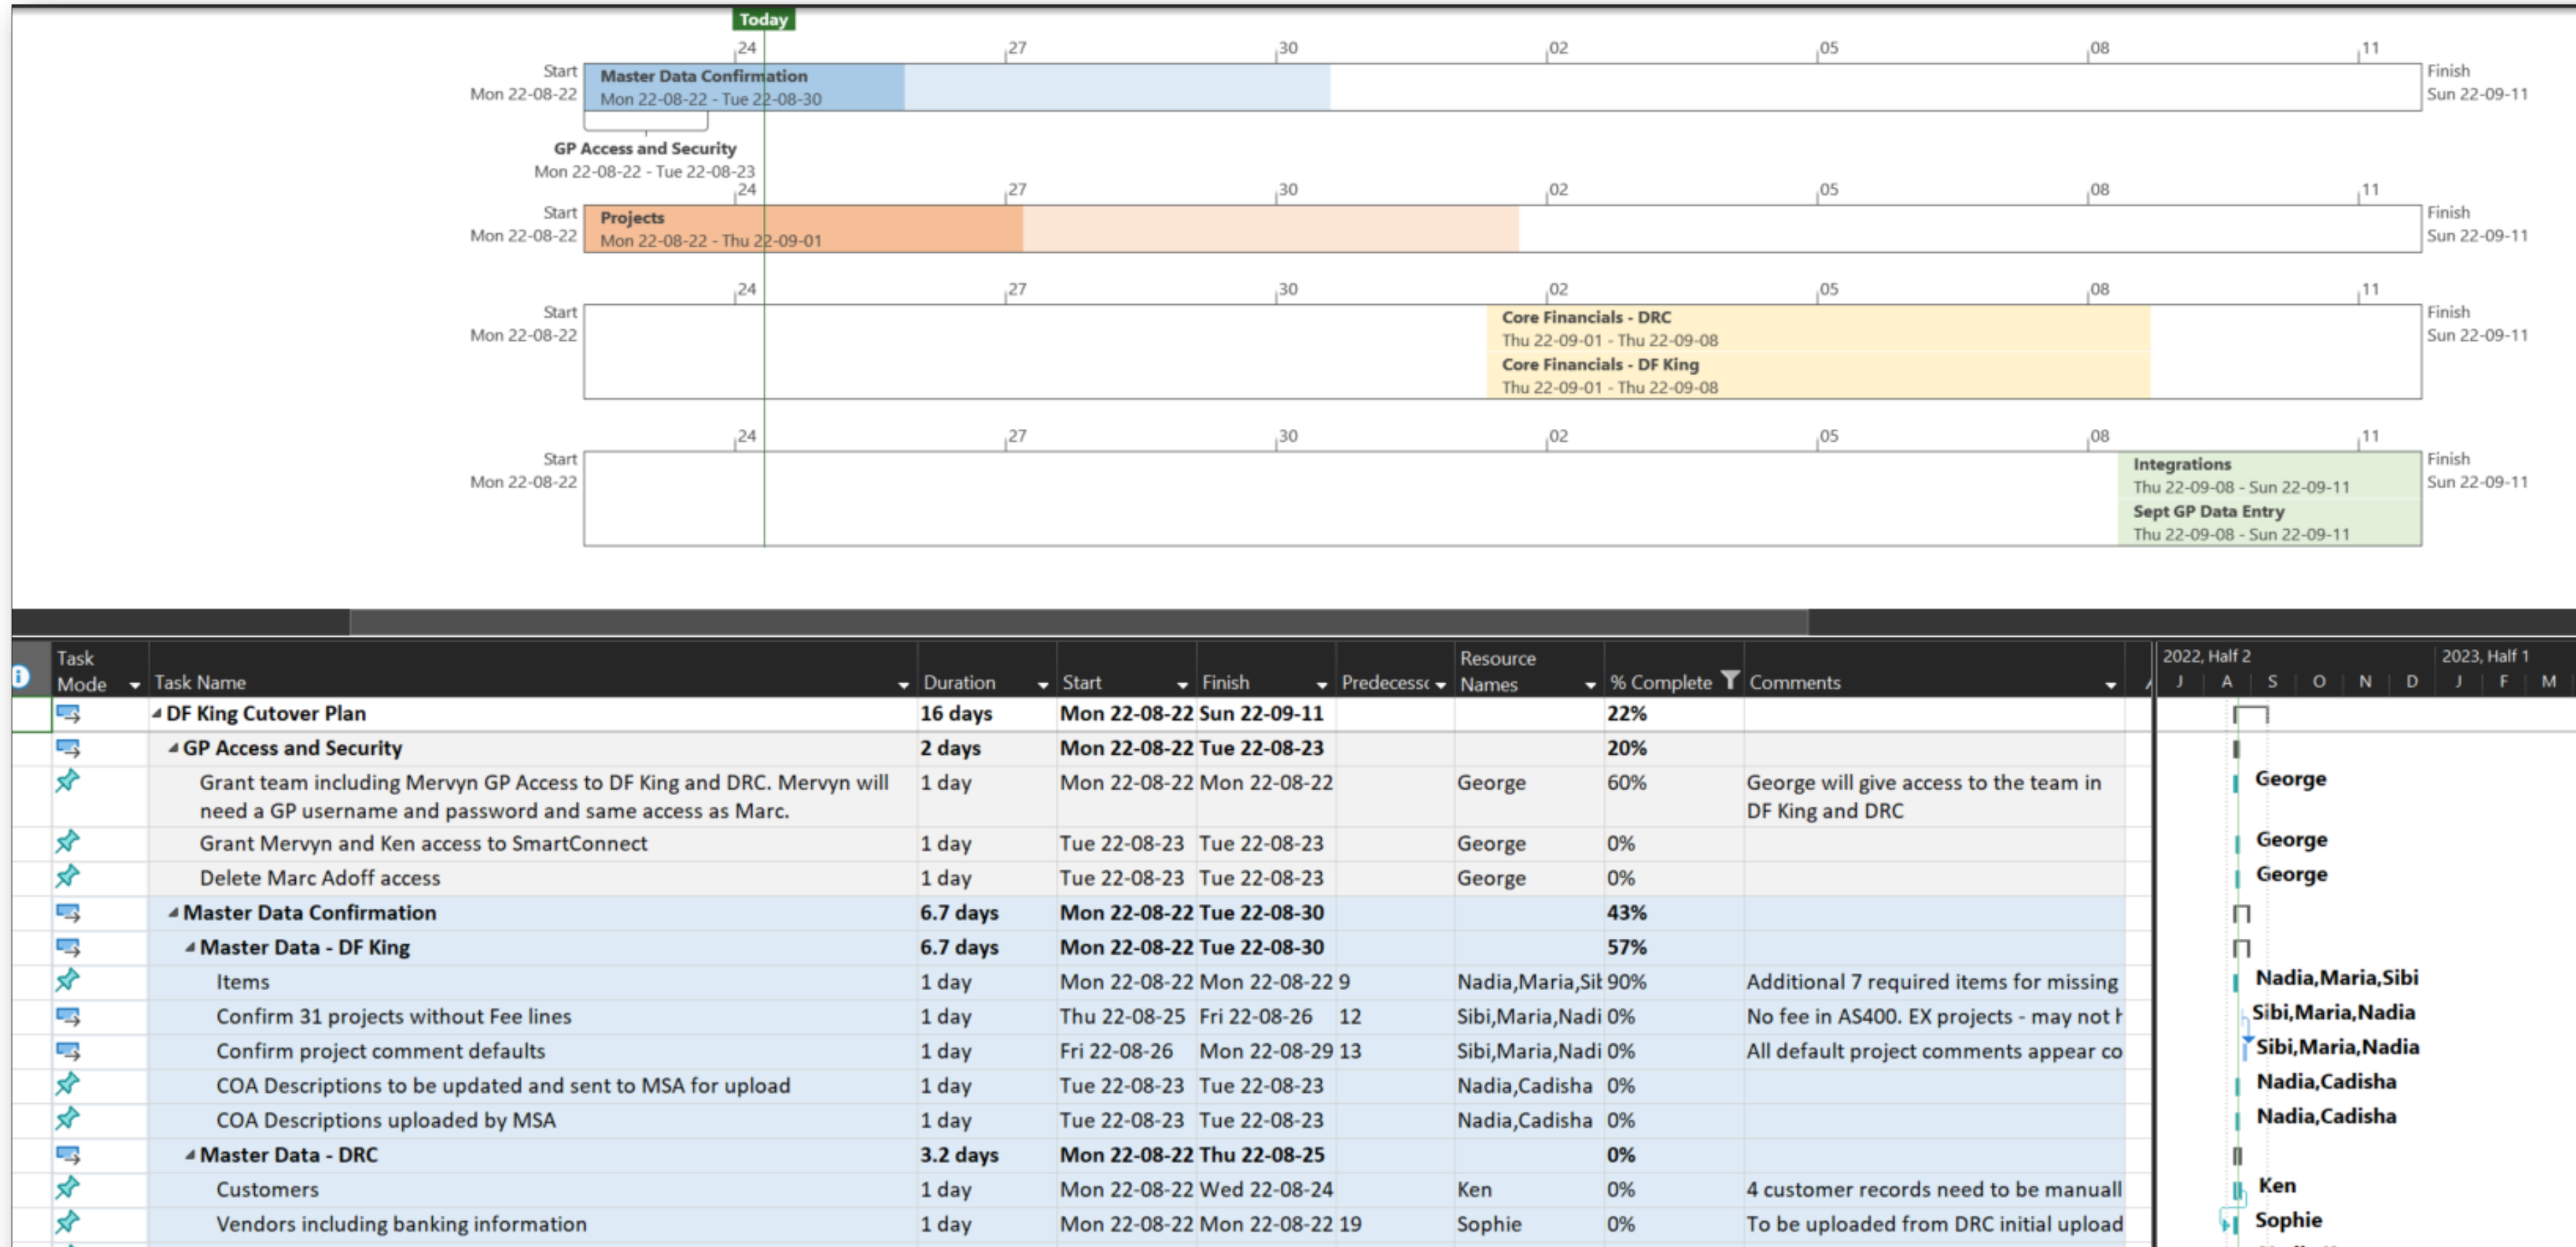 Today
24 27 30 02 05 08 11
Start
Mon 22-08-22
Master Data Confirmation
Mon 22-08-22 - Tue 22-08-30
Finish
Sun 22-09-11
GP Access and Security
Mon 22-08-22 - Tue 22-08-23
24 27 30 02 05 08 11
Start
Mon 22-08-22
Projects
Mon 22-08-22 - Thu 22-09-01
Finish
Sun 22-09-11
24 27 30 02 05 08 11
Start
Mon 22-08-22
Core Financials - DRC
Thu 22-09-01 - Thu 22-09-08
Core Financials - DF King
Thu 22-09-01 - Thu 22-09-08
Finish
Sun 22-09-11
24 27 30 02 05 08 11
Start
Mon 22-08-22
Integrations
Thu 22-09-08 - Sun 22-09-11
Sept GP Data Entry
Thu 22-09-08 - Sun 22-09-11
Finish
Sun 22-09-11
Task Mode Task Name Duration Start Finish Predecessc Resource Names % Complete Comments
2022, Half 2 2023, Half 1
J A S O N D J F M
DF King Cutover Plan 16 days Mon 22-08-22 Sun 22-09-11 22%
GP Access and Security 2 days Mon 22-08-22 Tue 22-08-23 20%
Grant team including Mervyn GP Access to DF King and DRC. Mervyn will 1 day Mon 22-08-22 Mon 22-08-22 George 60% George will give access to the team in George
need a GP username and password and same access as Marc. DF King and DRC
Grant Mervyn and Ken access to SmartConnect 1 day Tue 22-08-23 Tue 22-08-23 George 0% George
Delete Marc Adoff access 1 day Tue 22-08-23 Tue 22-08-23 George 0% George
Master Data Confirmation 6.7 days Mon 22-08-22 Tue 22-08-30 43%
Master Data - DF King 6.7 days Mon 22-08-22 Tue 22-08-30 57%
Items 1 day Mon 22-08-22 Mon 22-08-22 9 Nadia,Maria,Sit 90% Additional 7 required items for missing Nadia,Maria,Sibi
Confirm 31 projects without Fee lines 1 day Thu 22-08-25 Fri 22-08-26 12 Sibi,Maria,Nadi 0% No fee in AS400. EX projects - may not Sibi,Maria,Nadia
Confirm project comment defaults 1 day Fri 22-08-26 Mon 22-08-29 13 Sibi,Maria,Nadi 0% All default project comments appear co Sibi,Maria,Nadia
COA Descriptions to be updated and sent to MSA for upload 1 day Tue 22-08-23 Tue 22-08-23 Nadia,Cadisha 0% Nadia,Cadisha
COA Descriptions uploaded by MSA 1 day Tue 22-08-23 Tue 22-08-23 Nadia,Cadisha 0% Nadia,Cadisha
Master Data - DRC 3.2 days Mon 22-08-22 Thu 22-08-25 0%
Customers 1 day Mon 22-08-22 Wed 22-08-24 Ken 0% 4 customer records need to be manuall Ken
Vendors including banking information 1 day Mon 22-08-22 Mon 22-08-22 19 Sophie 0% To be uploaded from DRC initial upload Sophie